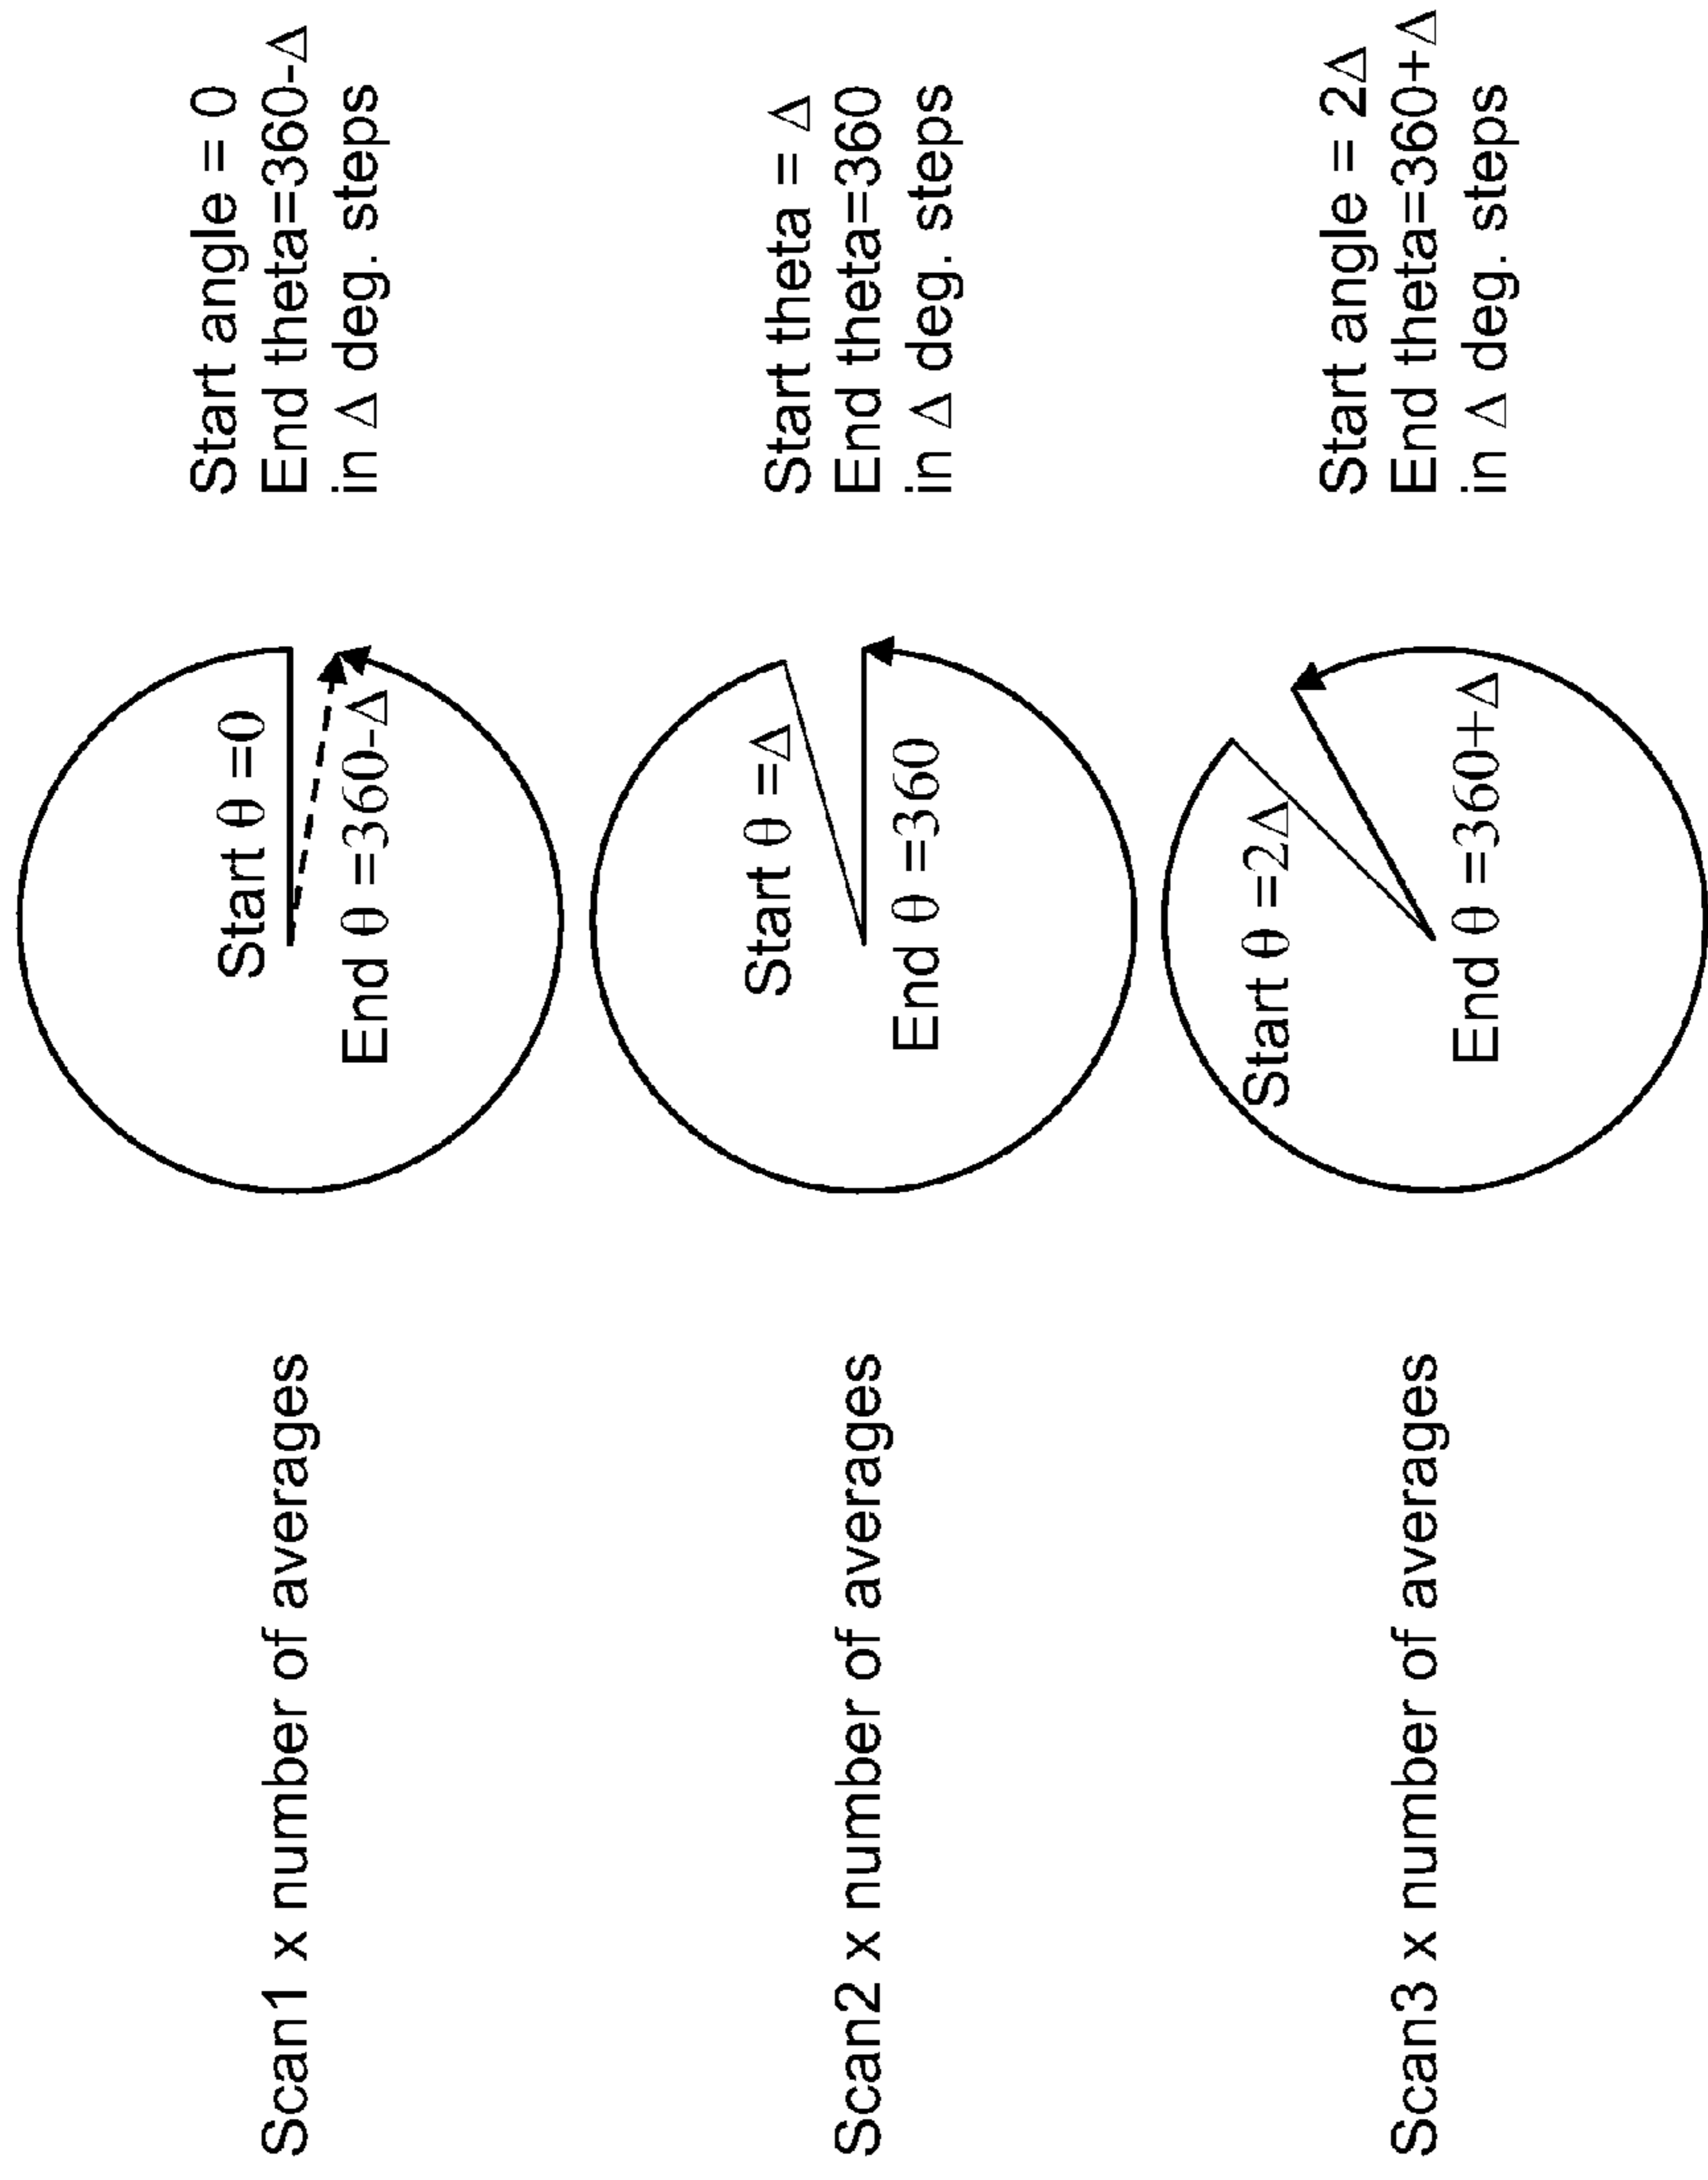 Scan1 x number of averages
Start θ =0
End θ =360-Δ
Start angle = 0
End theta=360-Δ
in Δ deg. steps
Scan2 x number of averages
Start θ =Δ
End θ =360
Start theta = Δ
End theta=360
in Δ deg. steps
Scan3 x number of averages
Start θ =2Δ
End θ =360+Δ
Start angle = 2Δ
End theta=360+Δ
in Δ deg. steps